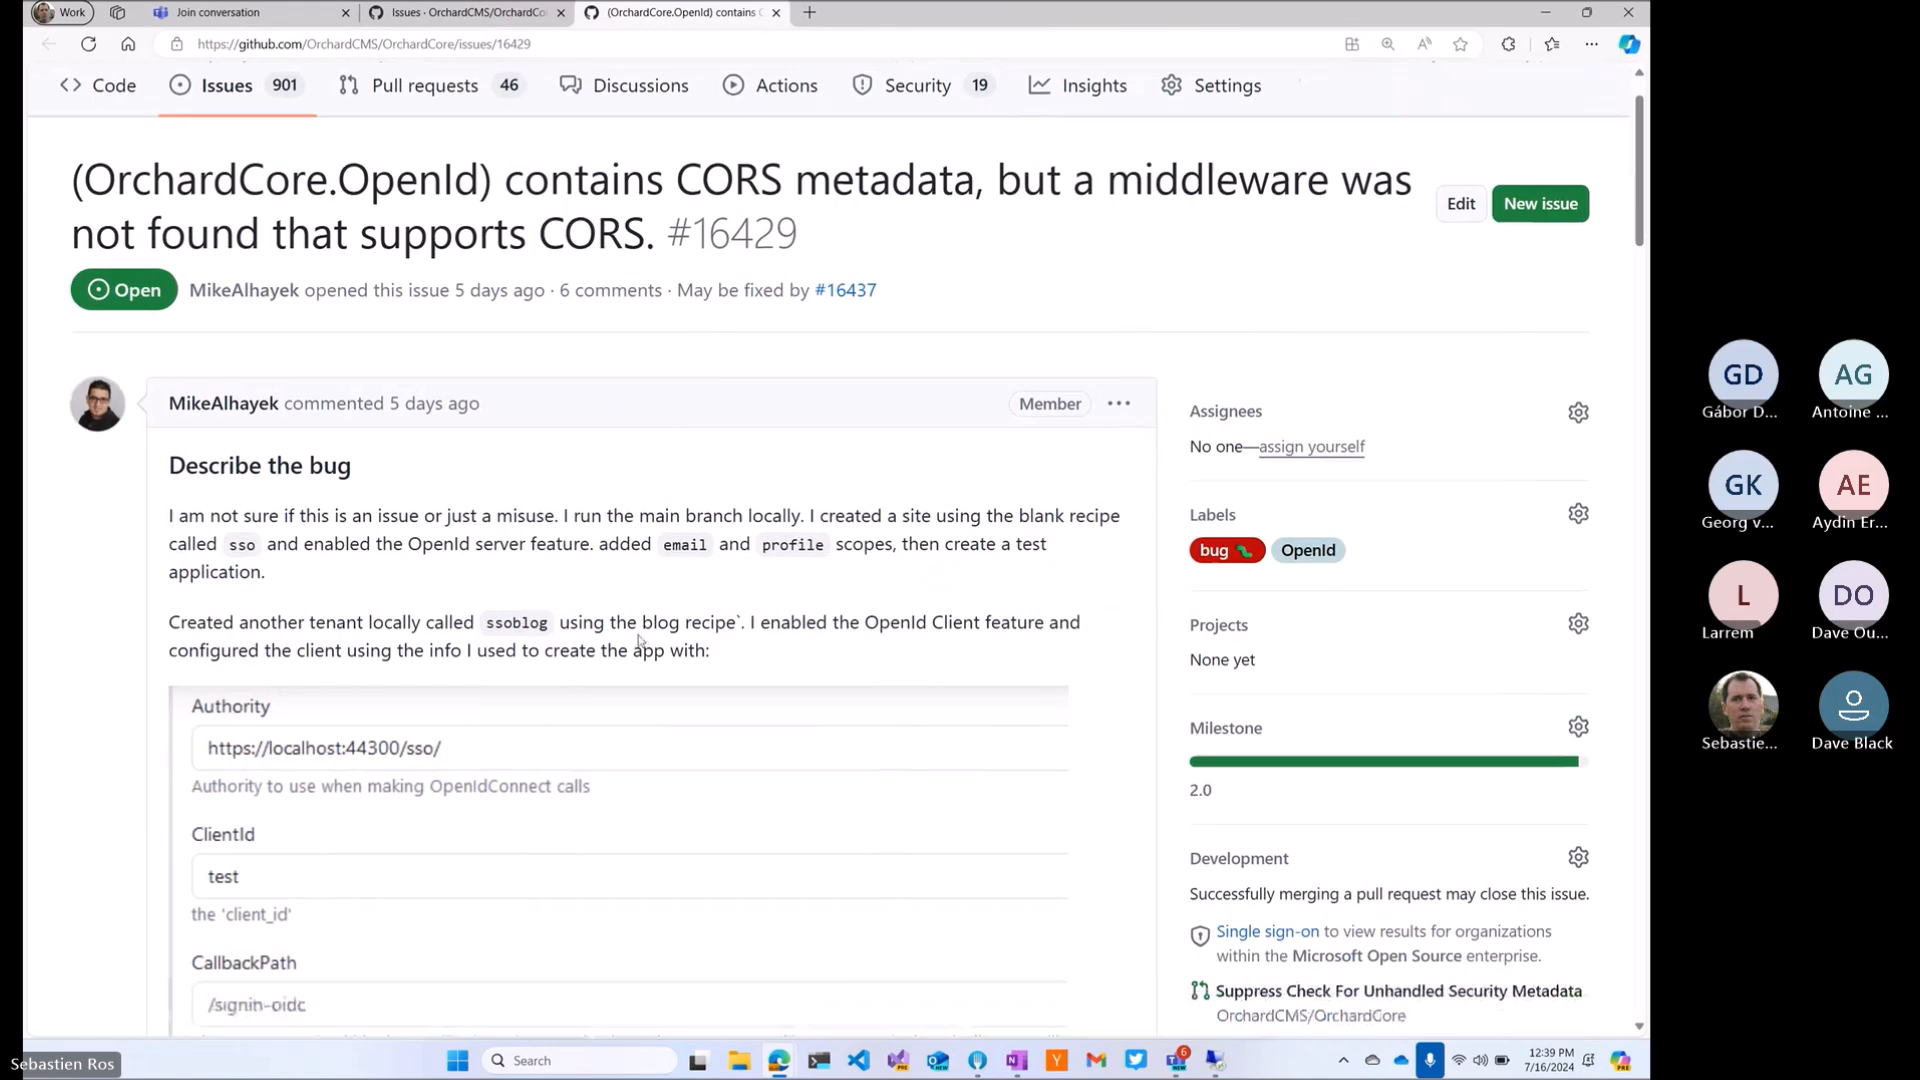 Work
Join conversation
Issues · OrchardCMS/OrchardCo
(OrchardCore.OpenId) contains C
https://github.com/OrchardCMS/OrchardCore/issues/16429
Code
Issues 901
Pull requests 46
Discussions
Actions
Security 19
Insights
Settings
(OrchardCore.OpenId) contains CORS metadata, but a middleware was
not found that supports CORS. #16429
Edit
New issue
Open
MikeAlhayek opened this issue 5 days ago · 6 comments · May be fixed by #16437
MikeAlhayek commented 5 days ago
Member
Describe the bug
I am not sure if this is an issue or just a misuse. I run the main branch locally. I created a site using the blank recipe
called sso and enabled the OpenId server feature. added email and profile scopes, then create a test
application.
Created another tenant locally called ssoblog using the blog recipe`. I enabled the OpenId Client feature and
configured the client using the info I used to create the app with:
Authority
https://localhost:44300/sso/
Authority to use when making OpenIdConnect calls
ClientId
test
the 'client_id'
CallbackPath
/signin-oidc
Assignees
No one—assign yourself
Labels
bug OpenId
Projects
None yet
Milestone
2.0
Development
Successfully merging a pull request may close this issue.
Single sign-on to view results for organizations
within the Microsoft Open Source enterprise.
Suppress Check For Unhandled Security Metadata
OrchardCMS/OrchardCore
GD
Gábor D...
AG
Antoine ...
GK
Georg v...
AE
Aydin Er...
L
Larrem
DO
Dave Ou...
Sebastie...
Dave Black
Sebastien Ros
Search
6
12:39 PM
7/16/2024